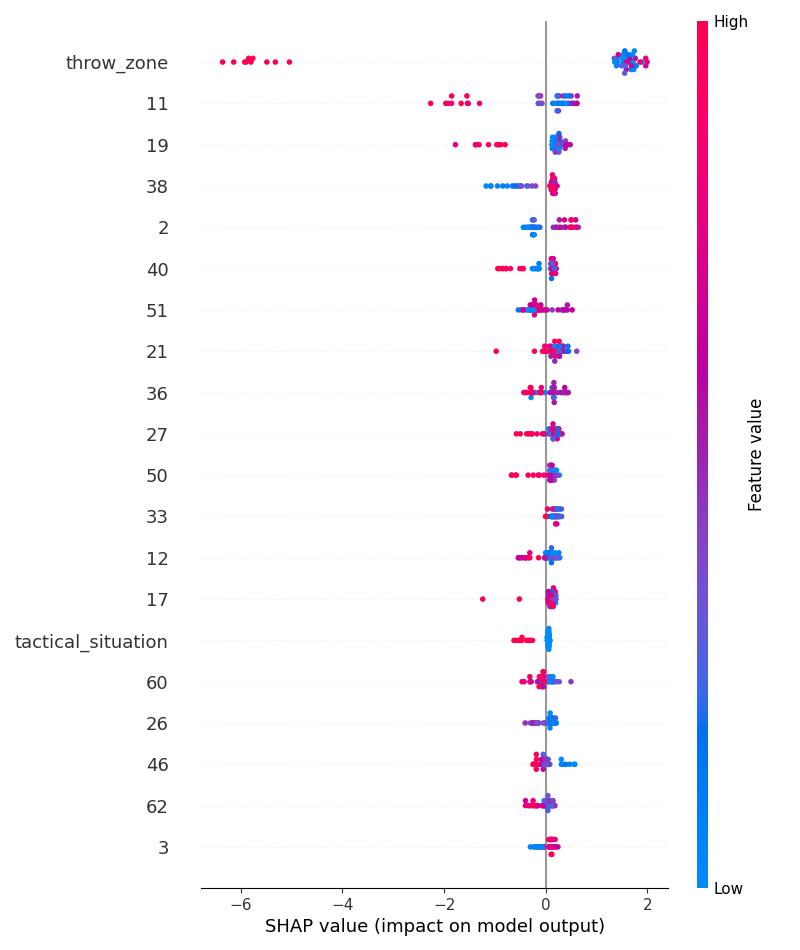 High
throw_zone
11
19
38
2
40
51
21
36
27
50
33
12
17
tactical_situation
60
26
46
62
3
Feature value
Low
−6 −4 −2 0 2
SHAP value (impact on model output)